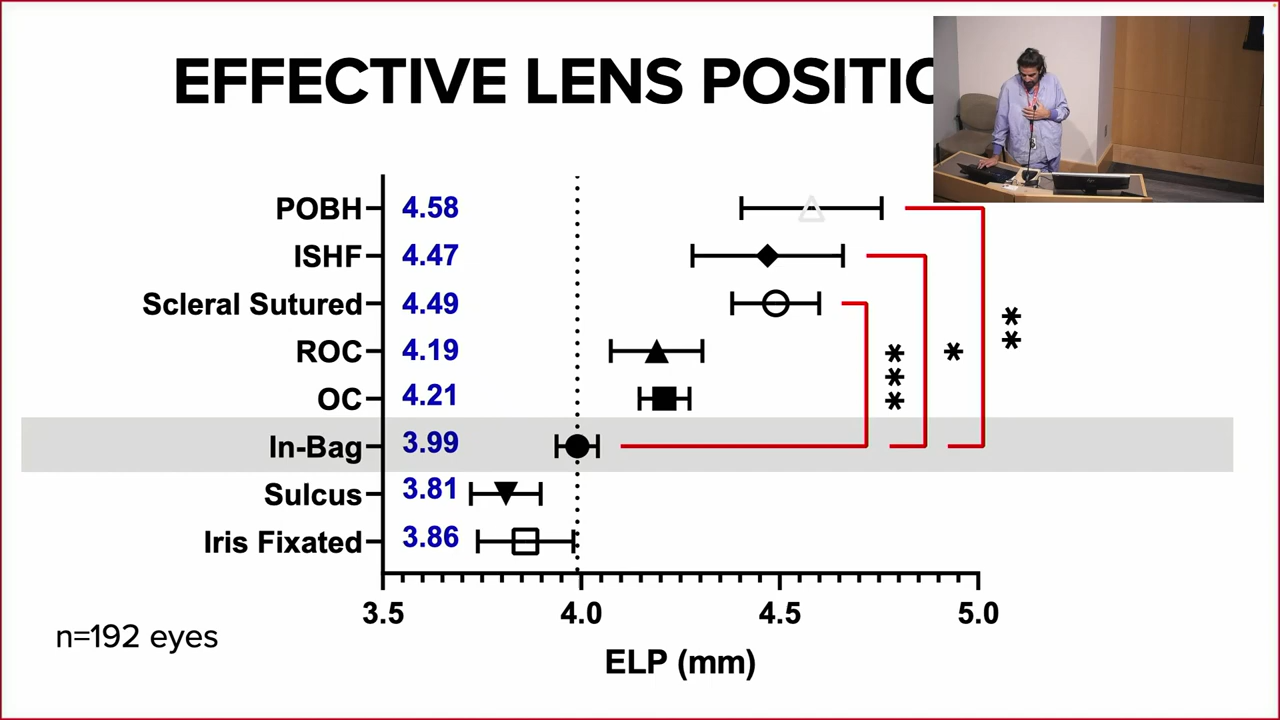 EFFECTIVE LENS POSITIO
POBH 4.58
ISHF 4.47
Scleral Sutured 4.49
ROC 4.19
OC 4.21
In-Bag 3.99
Sulcus 3.81
Iris Fixated 3.86
***
*
**
3.5 4.0 4.5 5.0
ELP (mm)
n=192 eyes